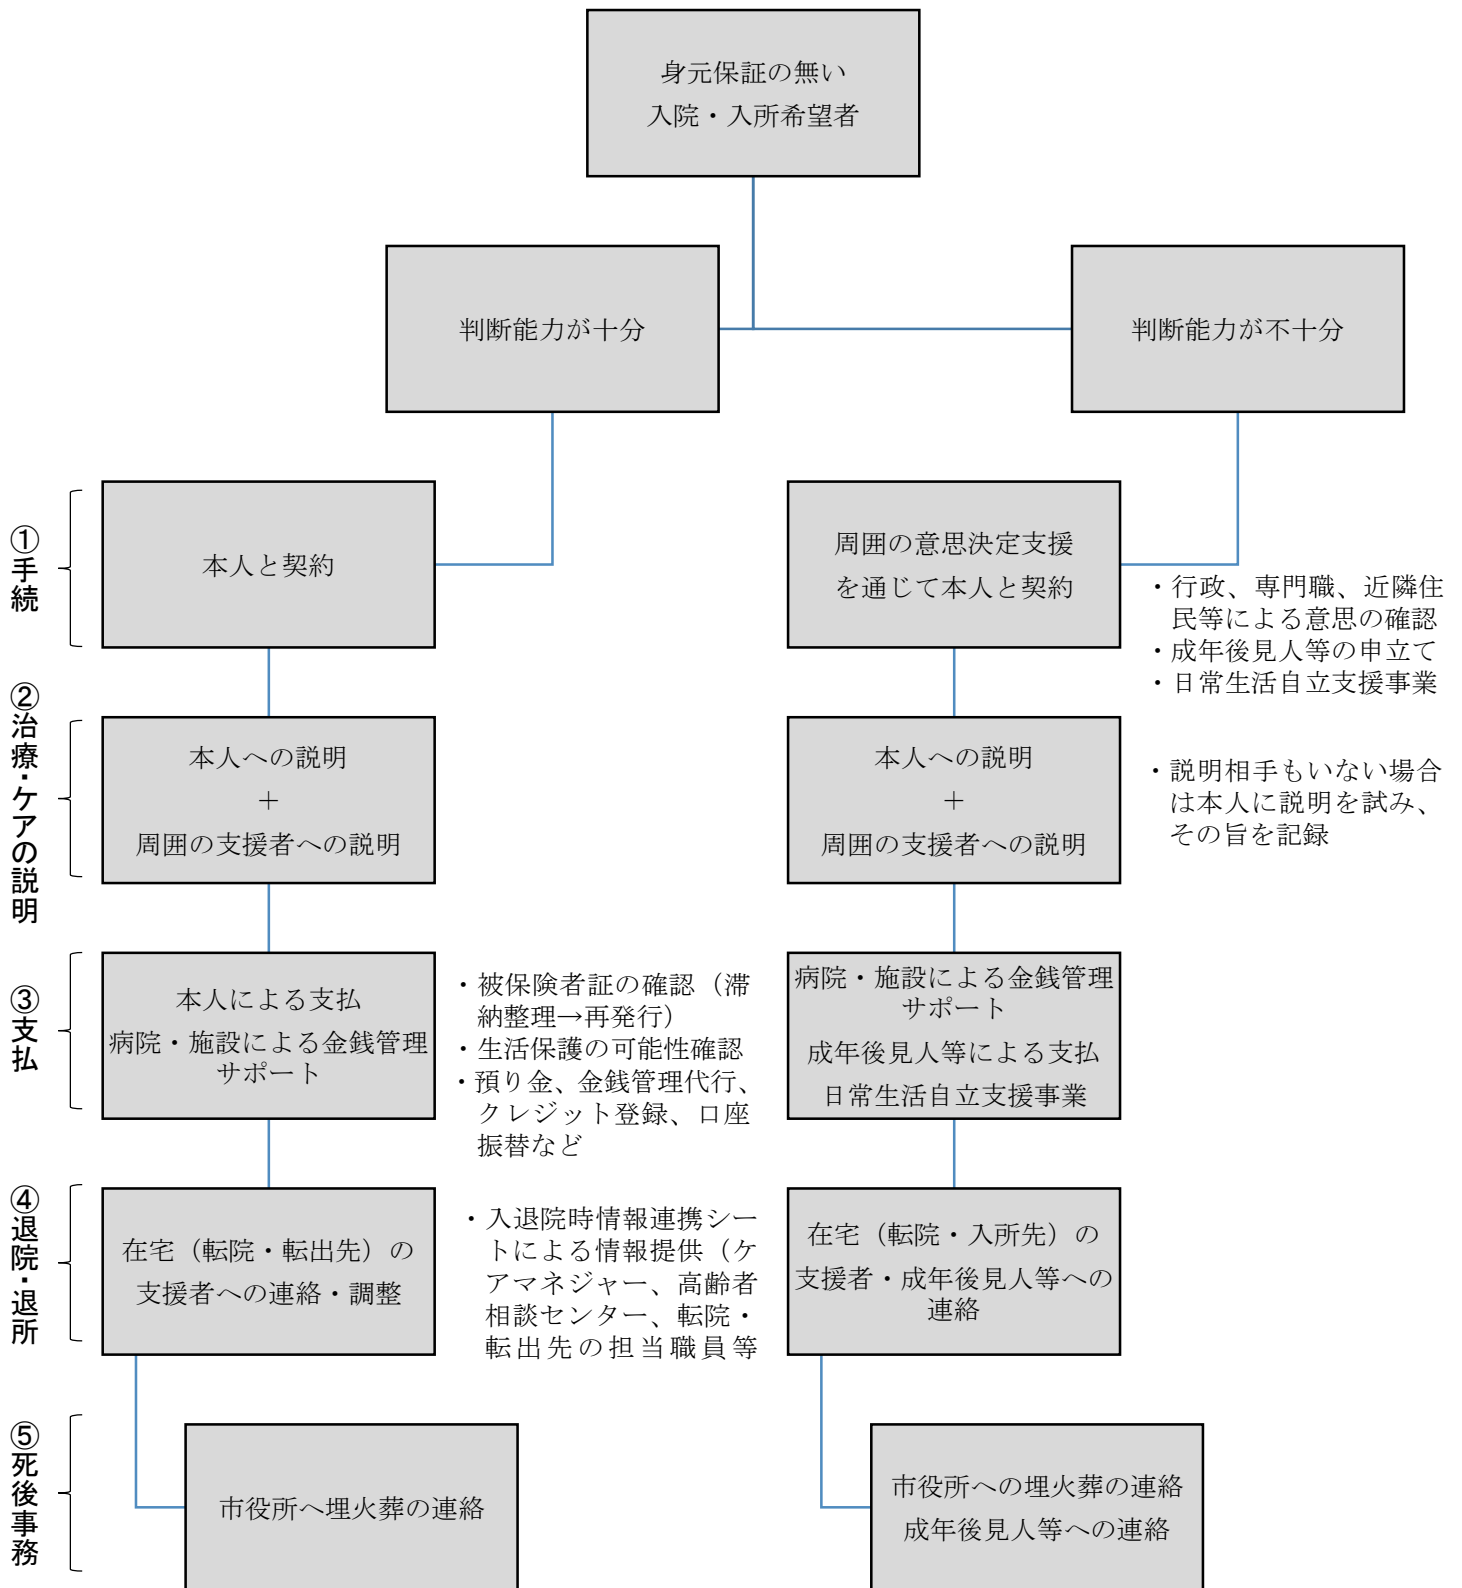 身元保証の無い
入院・入所希望者
判断能力が十分
判断能力が不十分
①手続
本人と契約
周囲の意思決定支援
を通じて本人と契約
・行政、専門職、近隣住
民等による意思の確認
・成年後見人等の申立て
・日常生活自立支援事業
②治療・ケアの説明
本人への説明
＋
周囲の支援者への説明
本人への説明
＋
周囲の支援者への説明
・説明相手もいない場合
は本人に説明を試み、
その旨を記録
③支払
本人による支払
病院・施設による金銭管理
サポート
・被保険者証の確認（滞
納整理→再発行）
・生活保護の可能性確認
・預り金、金銭管理代行、
クレジット登録、口座
振替など
病院・施設による金銭管理
サポート
成年後見人等による支払
日常生活自立支援事業
④退院・退所
在宅（転院・転出先）の
支援者への連絡・調整
・入退院時情報連携シー
トによる情報提供（ケ
アマネジャー、高齢者
相談センター、転院・
転出先の担当職員等
在宅（転院・入所先）の
支援者・成年後見人等への
連絡
⑤死後事務
市役所へ埋火葬の連絡
市役所への埋火葬の連絡
成年後見人等への連絡